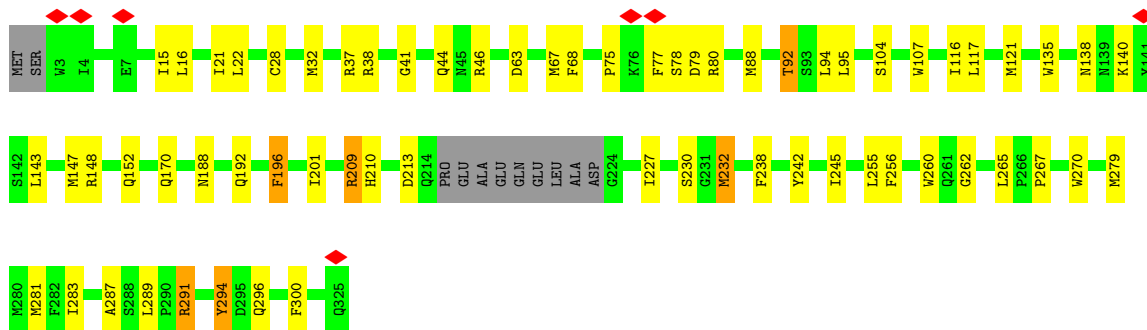 MET SER W3 I4 E7 I15 L16 I21 L22 C28 M32 R37 R38 G41 Q44 N45 R46 D63 M67 F68 P75 K76 F77 S78 D79 R80 M88 T92 S93 L94 L95 S104 W107 I116 L117 M121 W135 N138 N139 K140 Y141
S142 L143 M147 R148 Q152 Q170 N188 Q192 F196 I201 R209 H210 D213 Q214 PRO GLU ALA GLU GLN GLU LEU ALA ASP G224 I227 S230 G231 M232 F238 Y242 I245 L255 F256 W260 Q261 G262 L265 P266 P267 W270 M279
M280 M281 F282 I283 A287 S288 L289 P290 R291 Y294 D295 Q296 F300 Q325